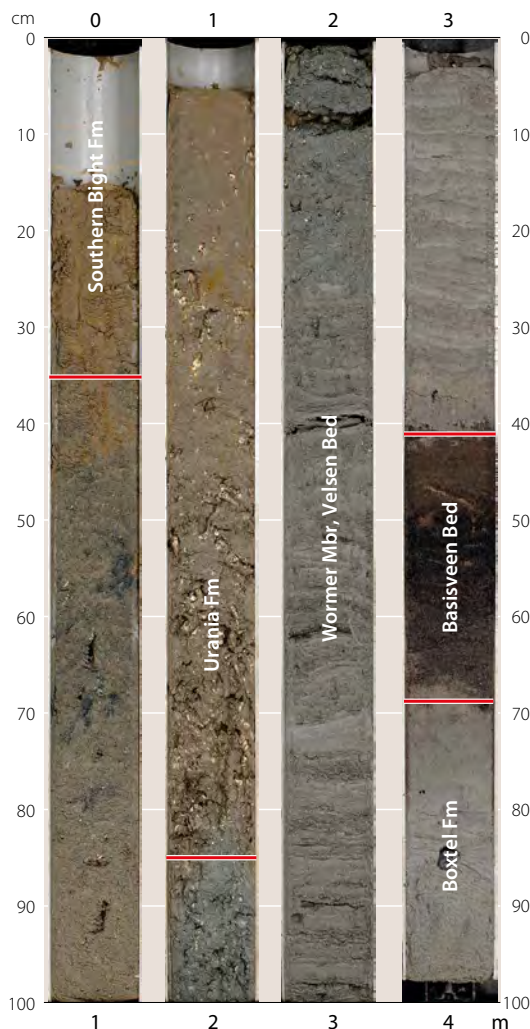 cm 0 1 2 3
0 0
10 10
20 20
30 30
40 40
50 50
60 60
70 70
80 80
90 90
100 100
1 2 3 4 m
Southern Bight Fm
Urania Fm
Wormer Mbr, Velsen Bed
Basisveen Bed
Boxtel Fm